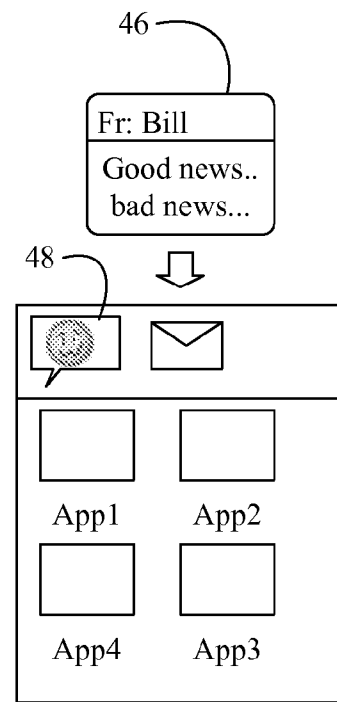 46
Fr: Bill
Good news..
bad news...
48
App1 App2
App4 App3